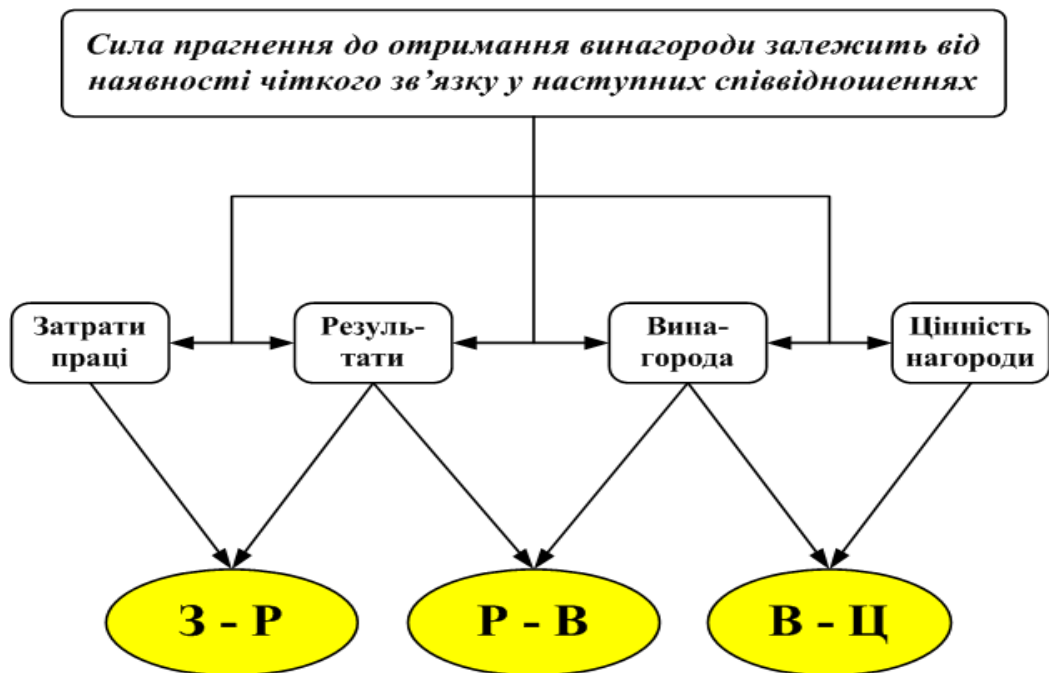 Сила прагнення до отримання винагороди залежить від
наявності чіткого зв’язку у наступних співвідношеннях
Затрати
праці
Резуль-
тати
Вина-
города
Цінність
нагороди
З - Р
Р - В
В - Ц